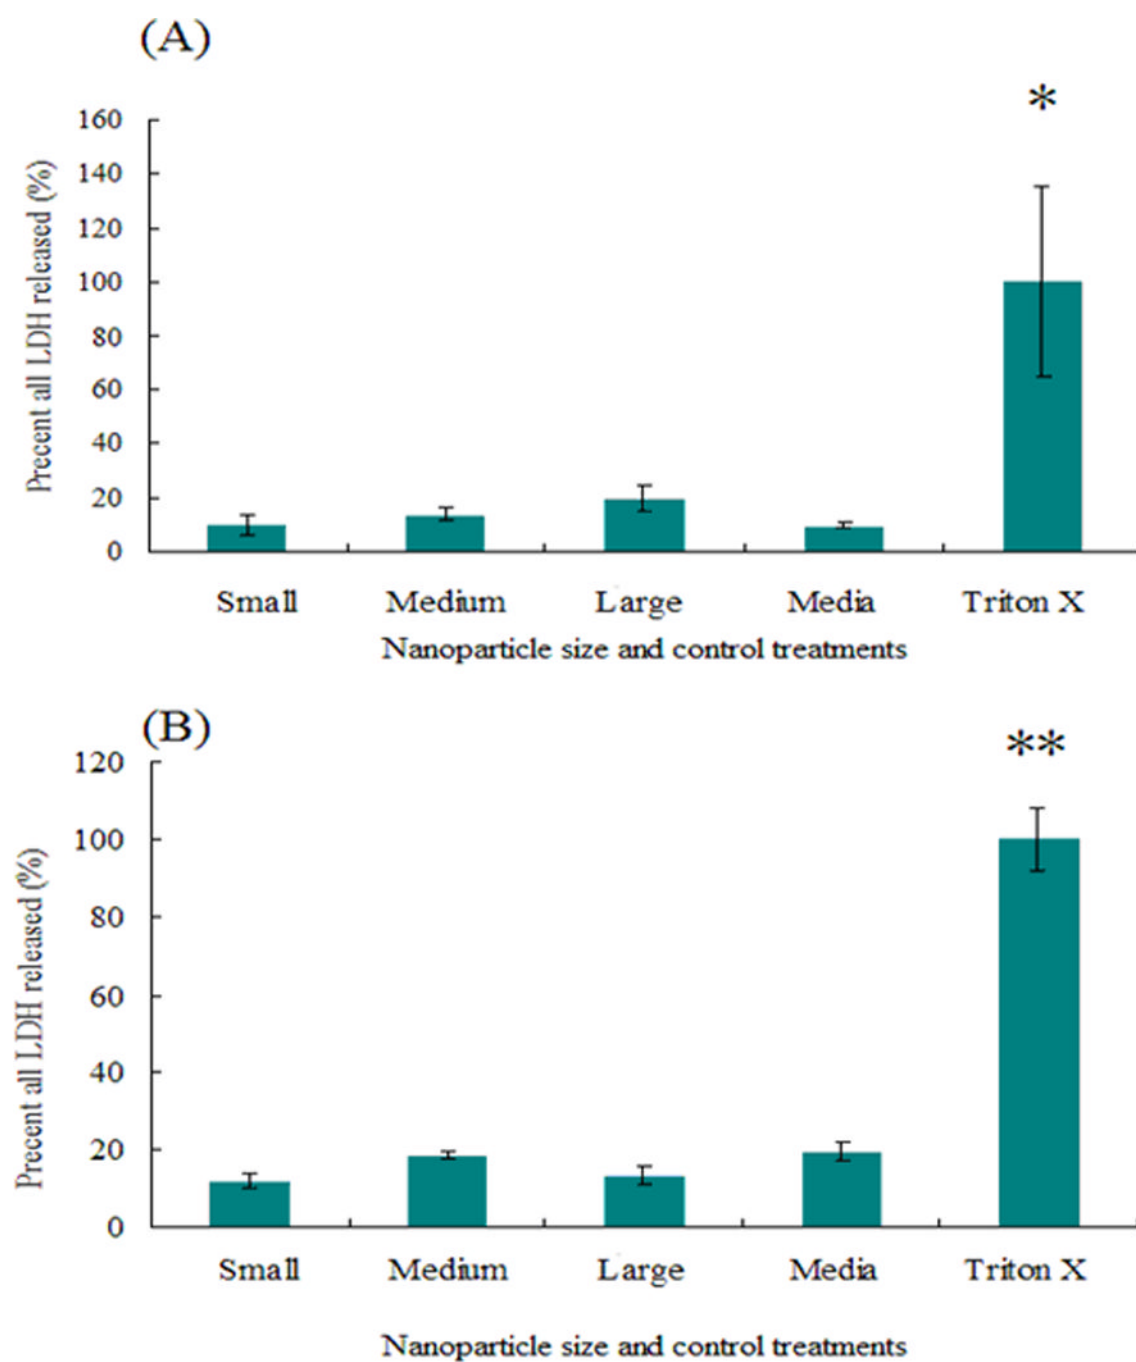 (A)
*
Precent all LDH released (%)
160
140
120
100
80
60
40
20
0
Small Medium Large Media Triton X
Nanoparticle size and control treatments
(B)
**
Precent all LDH released (%)
120
100
80
60
40
20
0
Small Medium Large Media Triton X
Nanoparticle size and control treatments